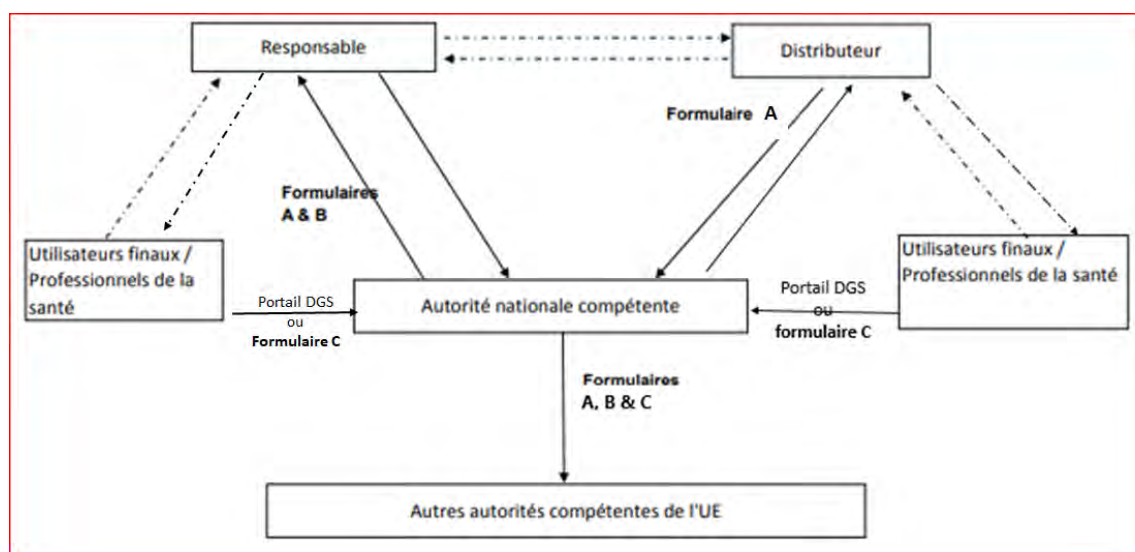 Responsable
Distributeur
Formulaire A
Formulaires
A & B
Utilisateurs finaux /
Professionnels de la
santé
Utilisateurs finaux /
Professionnels de la santé
Portail DGS
ou
Formulaire C
Autorité nationale compétente
Portail DGS
ou
formulaire C
Formulaires
A, B & C
Autres autorités compétentes de l'UE